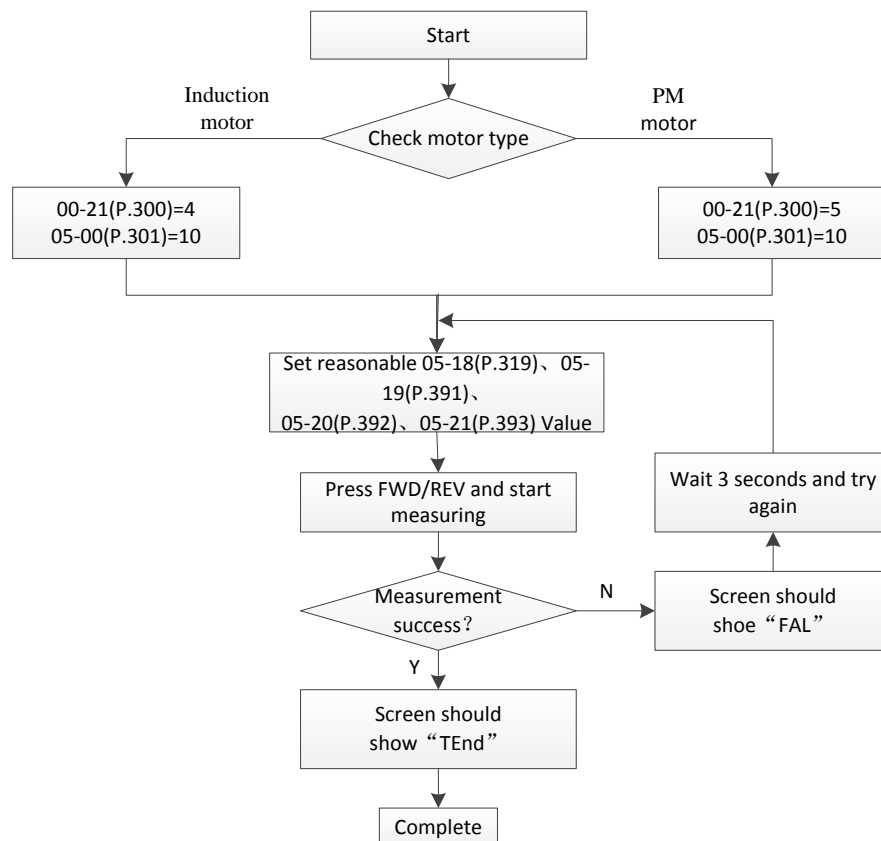 Start
Induction
motor
Check motor type
PM
motor
00-21(P.300)=4
05-00(P.301)=10
00-21(P.300)=5
05-00(P.301)=10
Set reasonable 05-18(P.319)、05-
19(P.391)、
05-20(P.392)、05-21(P.393) Value
Press FWD/REV and start
measuring
Wait 3 seconds and try
again
Measurement
success？
N
Screen should
shoe“FAL”
Y
Screen should
show“TEnd”
Complete